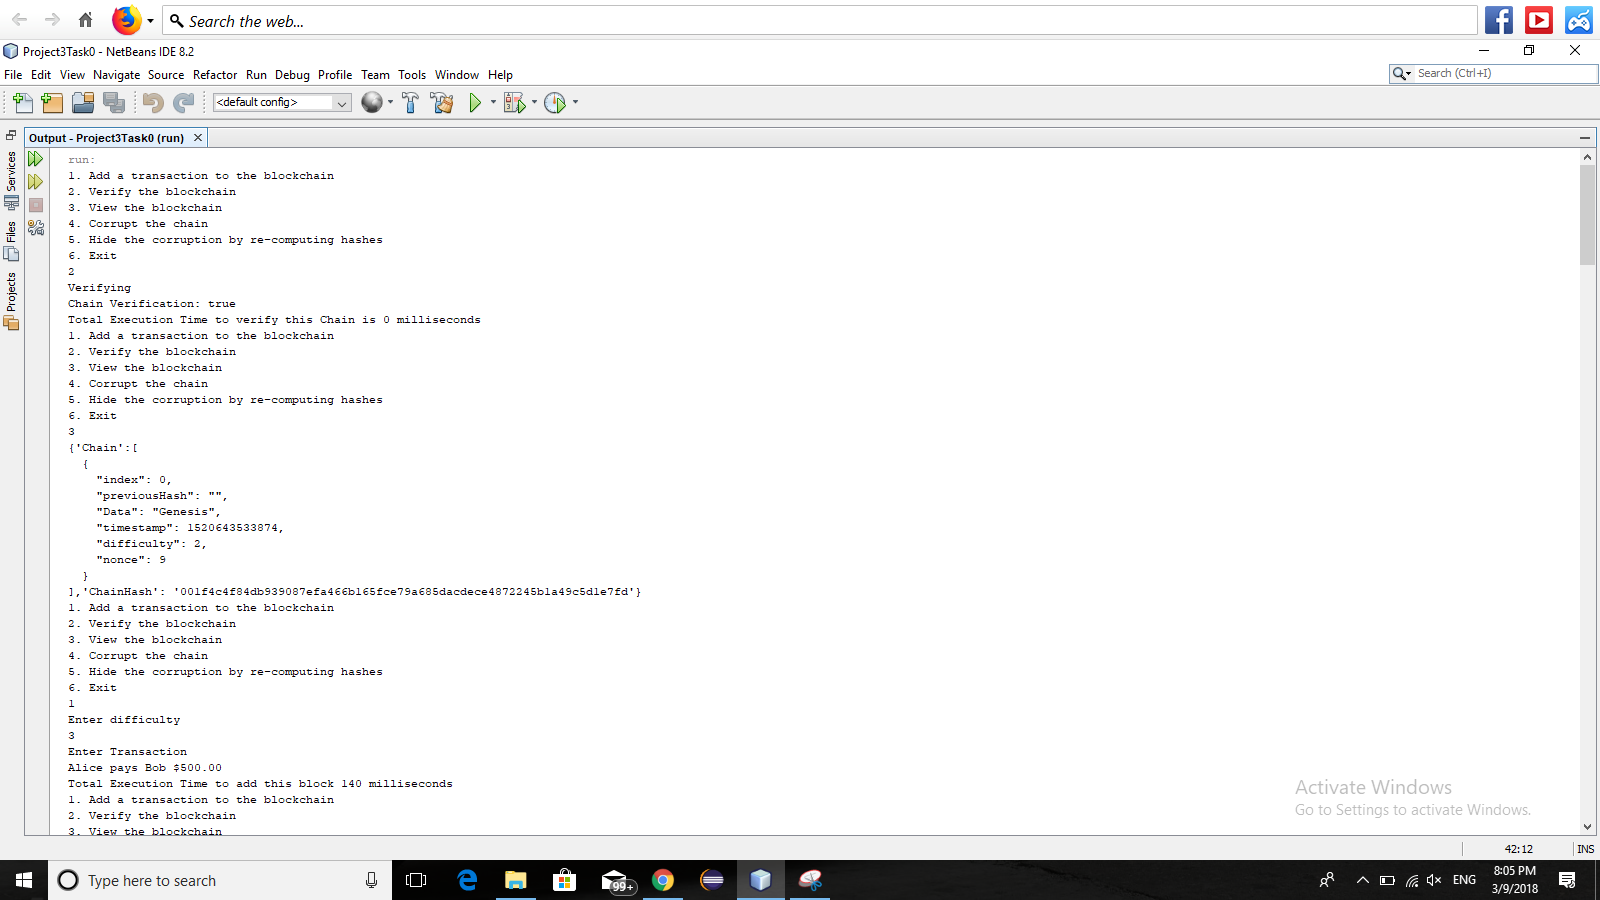 Search the web...
Project3Task0 - NetBeans IDE 8.2
File Edit View Navigate Source Refactor Run Debug Profile Team Tools Window Help
Search (Ctrl+I)
<default config>
Output - Project3Task0 (run)
Services
Files
Projects
run:
1. Add a transaction to the blockchain
2. Verify the blockchain
3. View the blockchain
4. Corrupt the chain
5. Hide the corruption by re-computing hashes
6. Exit
2
Verifying
Chain Verification: true
Total Execution Time to verify this Chain is 0 milliseconds
1. Add a transaction to the blockchain
2. Verify the blockchain
3. View the blockchain
4. Corrupt the chain
5. Hide the corruption by re-computing hashes
6. Exit
3
{'Chain':[
{
"index": 0,
"previousHash": "",
"Data": "Genesis",
"timestamp": 1520643533874,
"difficulty": 2,
"nonce": 9
}
],'ChainHash': '001f4c4f84db939087efa466b165fce79a685dacdece4872245b1a49c5d1e7fd'}
1. Add a transaction to the blockchain
2. Verify the blockchain
3. View the blockchain
4. Corrupt the chain
5. Hide the corruption by re-computing hashes
6. Exit
1
Enter difficulty
3
Enter Transaction
Alice pays Bob $500.00
Total Execution Time to add this block 140 milliseconds
1. Add a transaction to the blockchain
2. Verify the blockchain
3. View the blockchain
Activate Windows
Go to Settings to activate Windows.
42:12
INS
Type here to search
99+
ENG
8:05 PM
3/9/2018